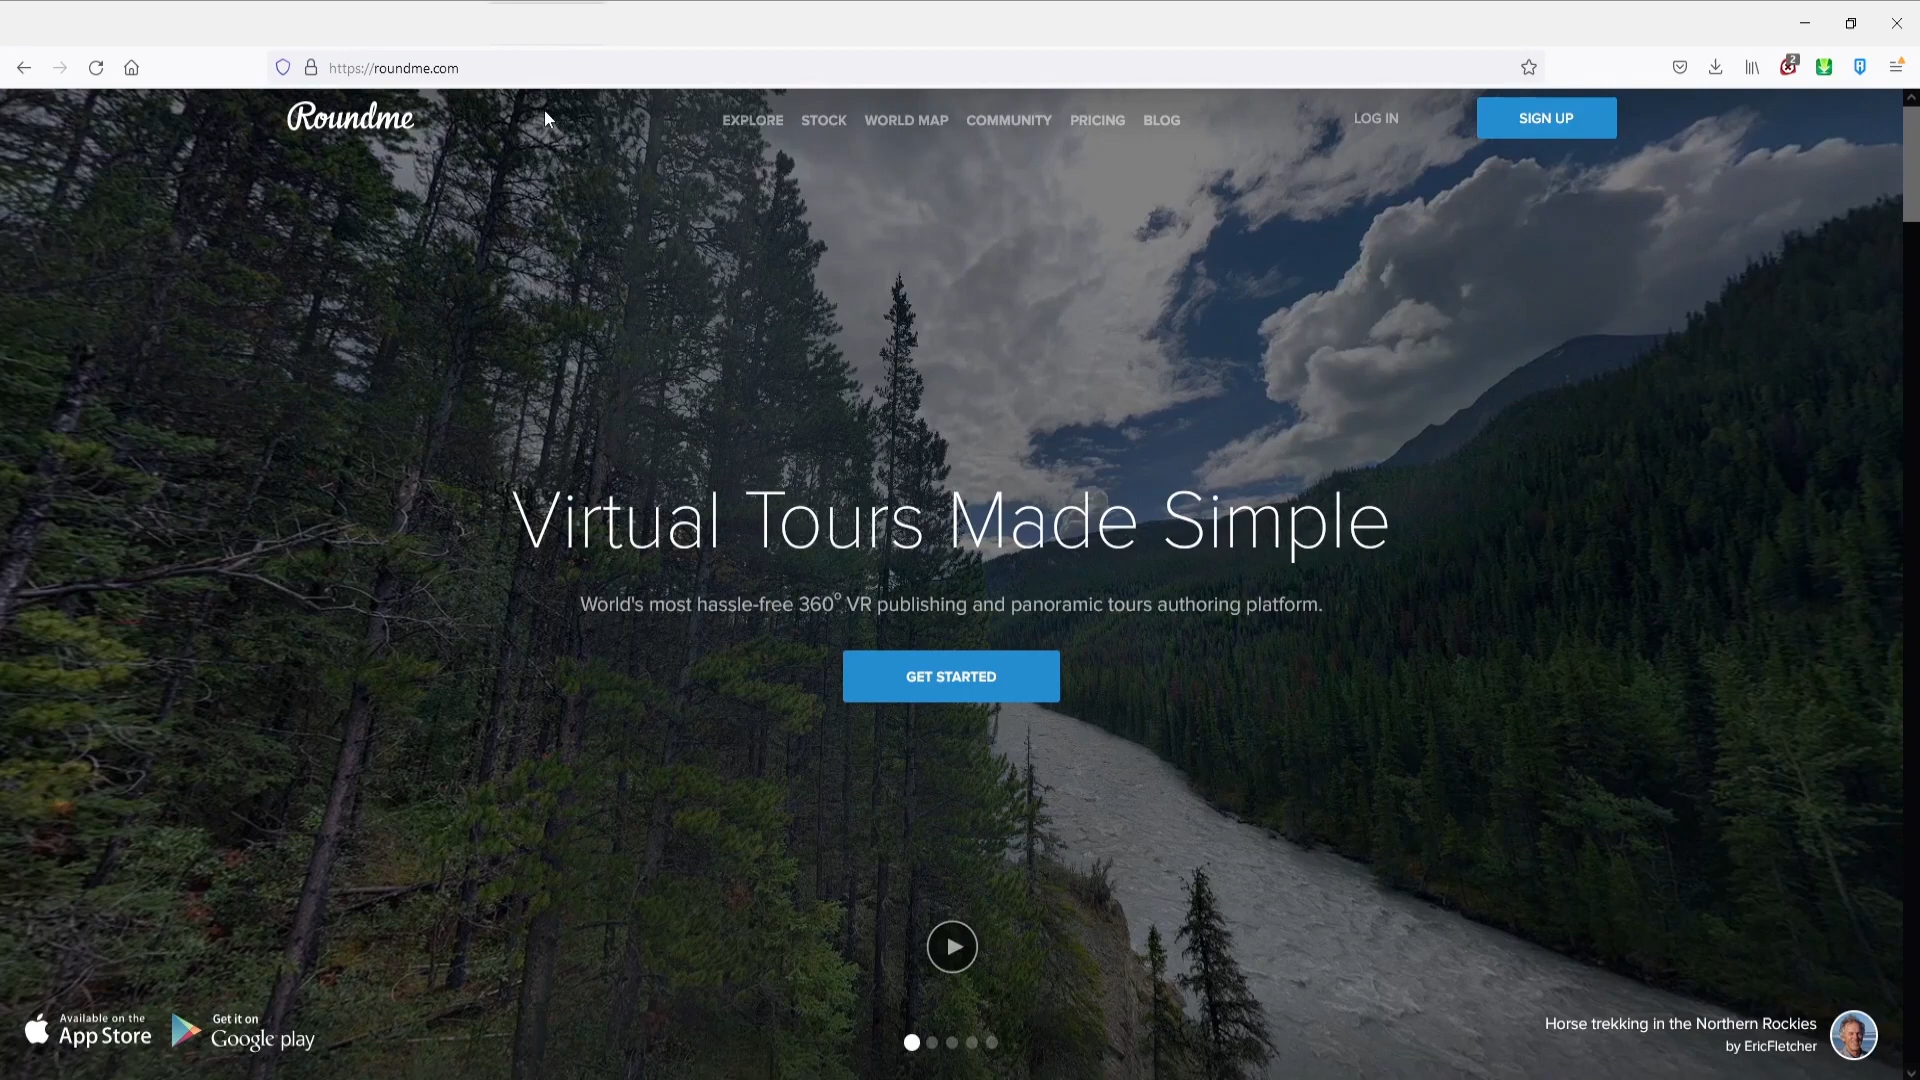 https://roundme.com
2
Roundme
EXPLORE STOCK WORLD MAP COMMUNITY PRICING BLOG
LOG IN
SIGN UP
Virtual Tours Made Simple
World's most hassle-free 360° VR publishing and panoramic tours authoring platform.
GET STARTED
Available on the
App Store
Get it on
Google play
Horse trekking in the Northern Rockies
by EricFletcher